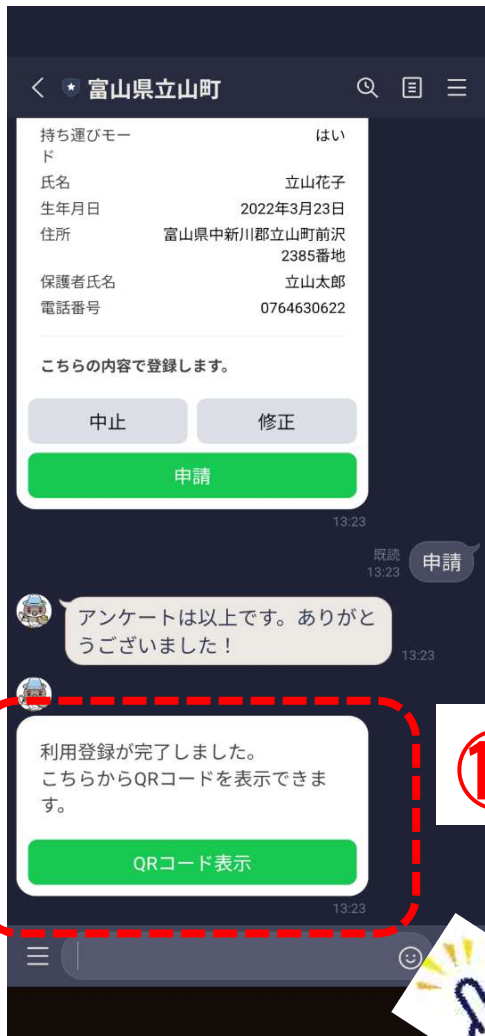 富山県立山町
持ち運びモー はい
ド
氏名 立山花子
生年月日 2022年3月23日
住所 富山県中新川郡立山町前沢
2385番地
保護者氏名 立山太郎
電話番号 0764630622
こちらの内容で登録します。
中止 修正
申請
13:23
既読
13:23 申請
アンケートは以上です。ありがと
うございました！
13:23
利用登録が完了しました。
こちらからQRコードを表示できま
す。
QRコード表示
13:23